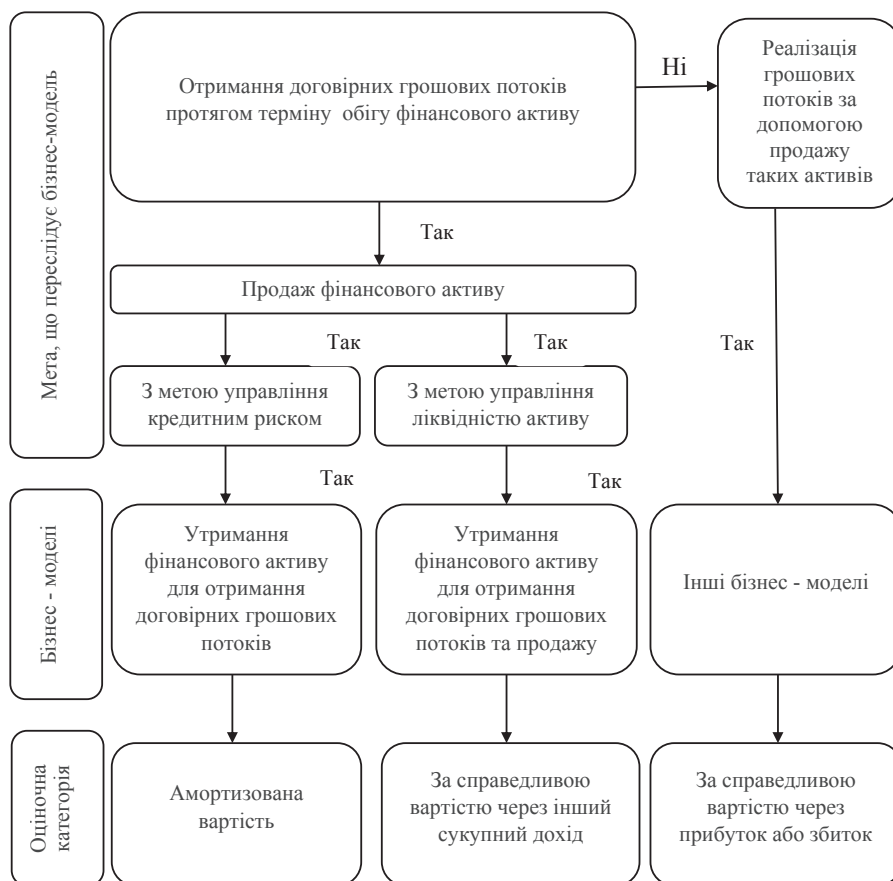 Мета, що переслідує бізнес-модель
Отримання договірних грошових потоків
протягом терміну обігу фінансового активу
Ні
Реалізація
грошових
потоків за
допомогою
продажу
таких активів
Так
Продаж фінансового активу
Так
Так
Так
З метою управління
кредитним риском
З метою управління
ліквідністю активу
Так
Так
Бізнес - моделі
Утримання
фінансового активу
для отримання
договірних грошових
потоків
Утримання
фінансового активу
для отримання
договірних грошових
потоків та продажу
Інші бізнес - моделі
Оціночна
категорія
Амортизована
вартість
За справедливою
вартістю через інший
сукупний дохід
За справедливою
вартістю через
прибуток або збиток